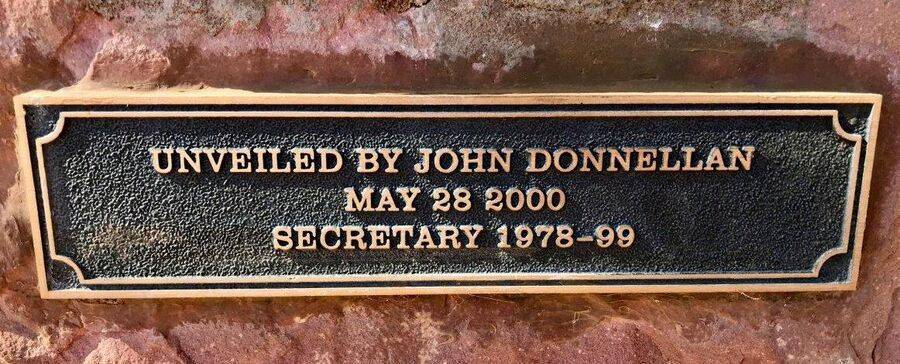 UNVEILED BY JOHN DONNELLAN
MAY 28 2000
SECRETARY 1978-99